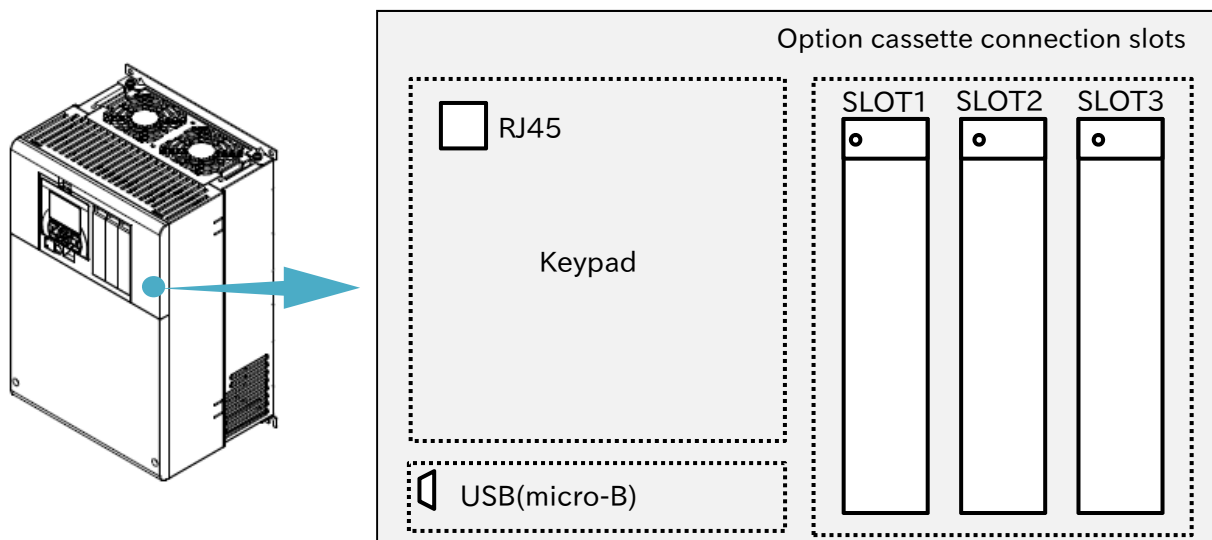 Option cassette connection slots
RJ45
Keypad
USB(micro-B)
SLOT1 SLOT2 SLOT3